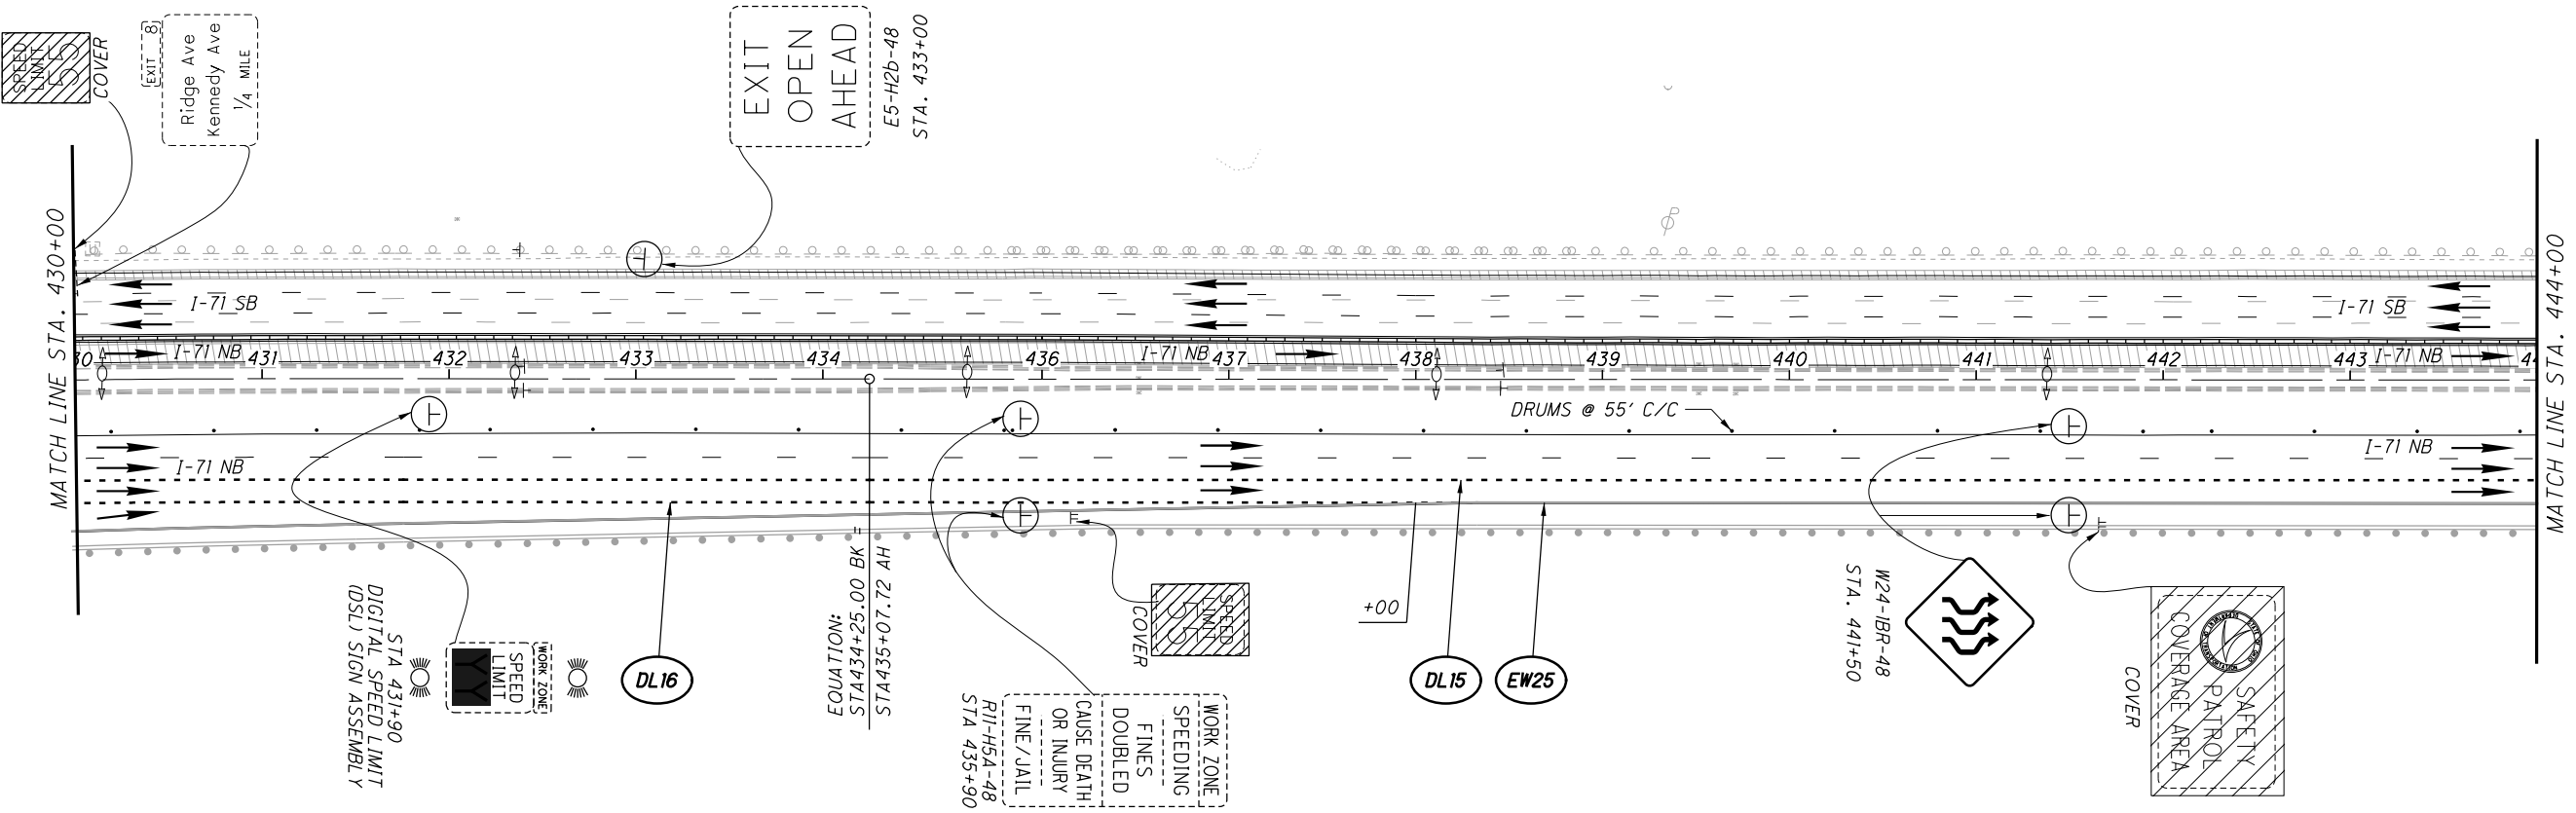 SPEED
LIMIT
55
COVER
EXIT 8
Ridge Ave
Kennedy Ave
1/4 MILE
EXIT
OPEN
AHEAD
E5-H2b-48
STA. 433+00
MATCH LINE STA. 430+00
MATCH LINE STA. 444+00
I-71 SB
I-71 SB
30
I-71 NB
431
432
433
434
436
I-71 NB
437
438
439
440
441
442
443
I-71 NB
44
DRUMS @ 55' C/C
I-71 NB
I-71 NB
STA 431+90
DIGITAL SPEED LIMIT
(DSL) SIGN ASSEMBLY
WORK ZONE
SPEED
LIMIT
YY
DL16
EQUATION:
STA434+25.00 BK =
STA435+07.72 AH
WORK ZONE
SPEEDING
FINES
DOUBLED
CAUSE DEATH
OR INJURY
FINE/JAIL
R11-H5A-48
STA 435+90
SPEED
LIMIT
55
COVER
+00
DL15
EW25
W24-1BR-48
STA. 441+50
SAFETY
PATROL
COVERAGE AREA
COVER